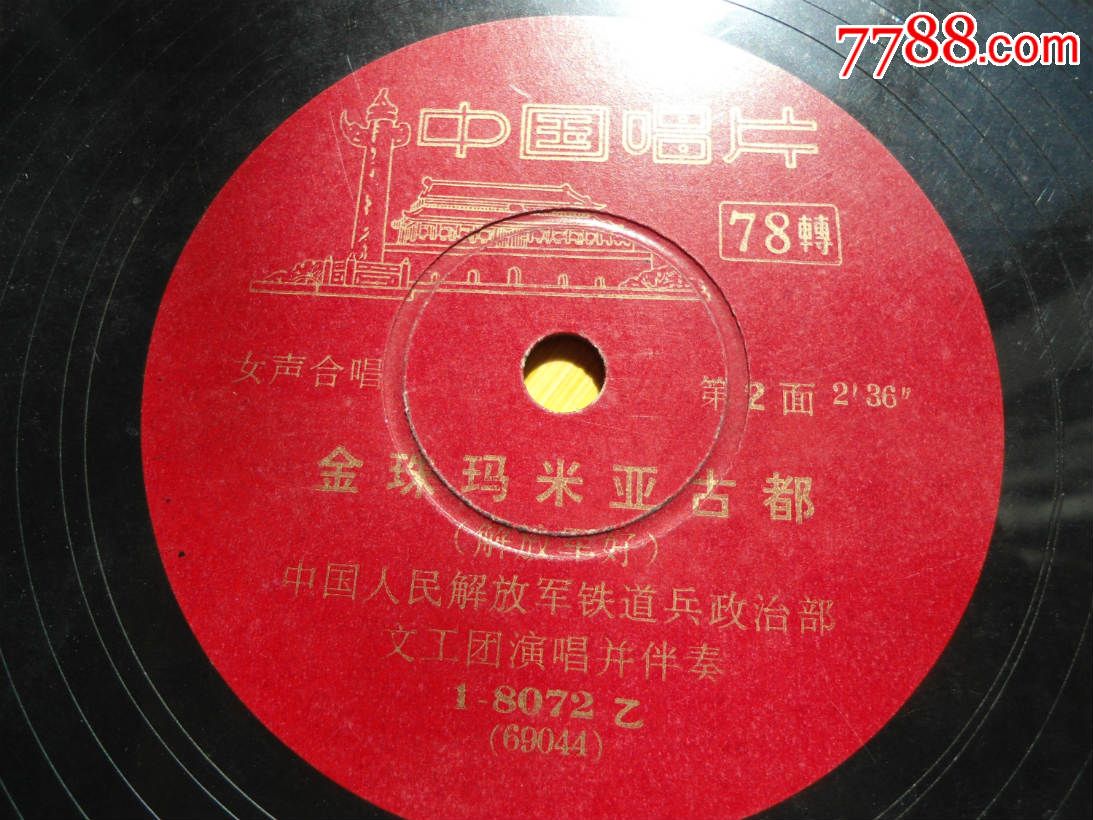 7788.com
中国唱片
78轉
女声合唱
第2面 2'36"
金珠玛米亚古都
(解放军好)
中国人民解放军铁道兵政治部
文工团演唱并伴奏
1-8072 乙
(69044)